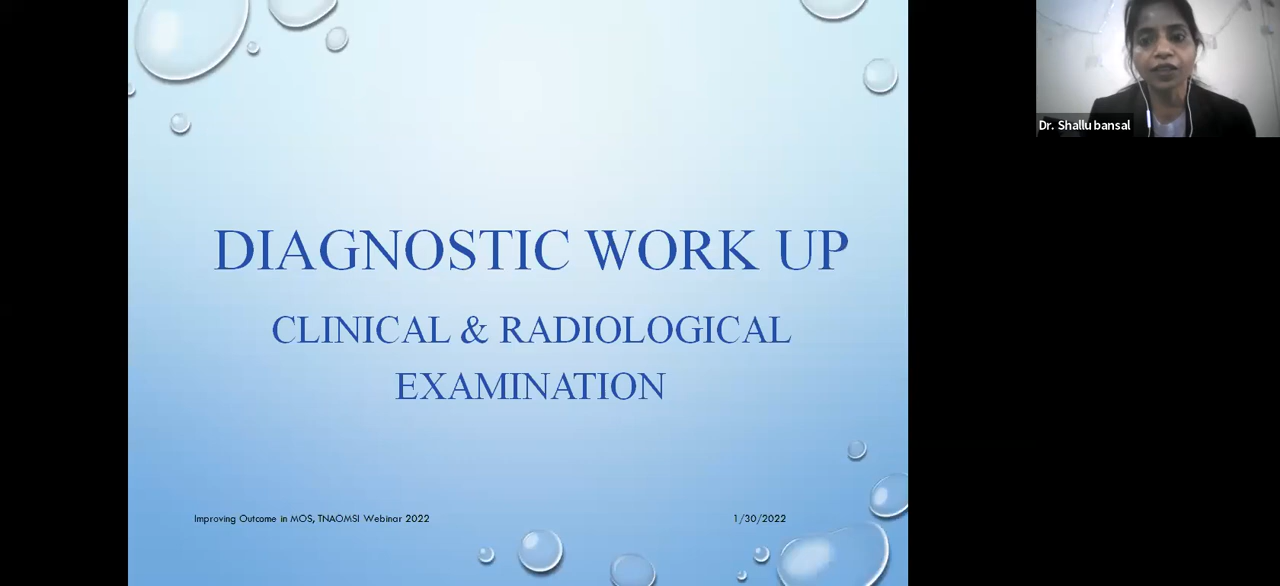 DIAGNOSTIC WORK UP
CLINICAL & RADIOLOGICAL
EXAMINATION
Improving Outcome in MOS, TNAOMSI Webinar 2022
1/30/2022
Dr. Shallu bansal